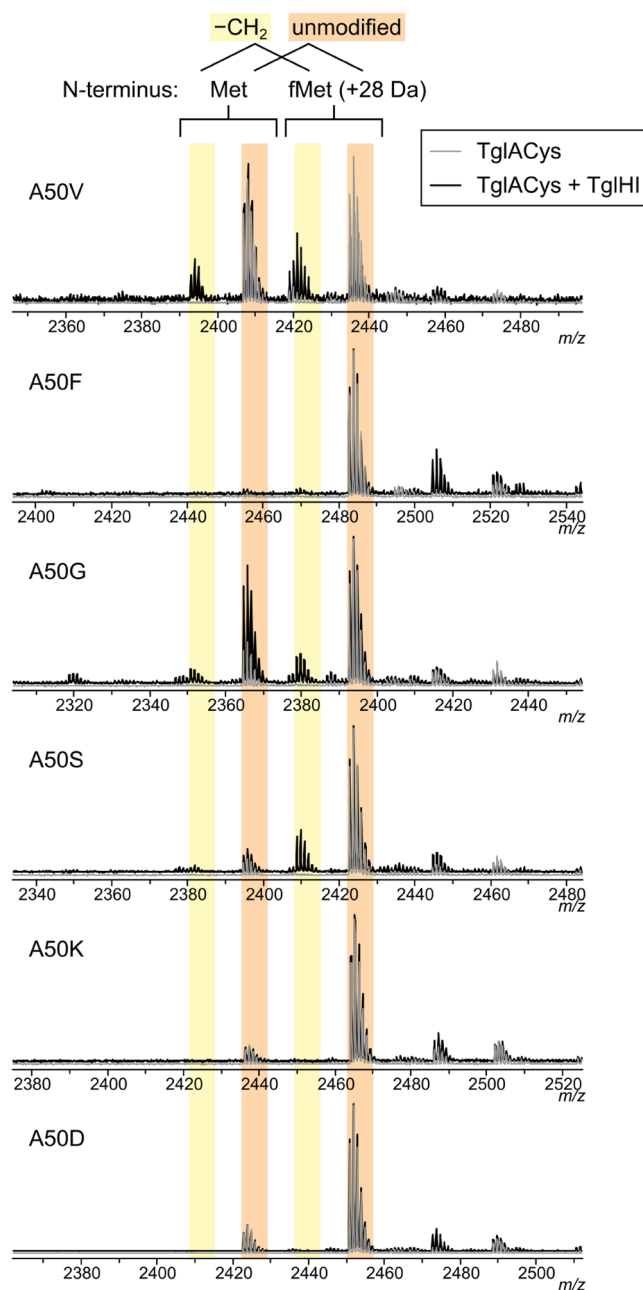 −CH2 unmodified
N-terminus: Met fMet (+28 Da)
TglACys
TglACys + TglHI
A50V
2360 2380 2400 2420 2440 2460 2480
m/z
A50F
2400 2420 2440 2460 2480 2500 2520 2540
m/z
A50G
2320 2340 2360 2380 2400 2420 2440
m/z
A50S
2340 2360 2380 2400 2420 2440 2460 2480
m/z
A50K
2380 2400 2420 2440 2460 2480 2500 2520
m/z
A50D
2380 2400 2420 2440 2460 2480 2500
m/z